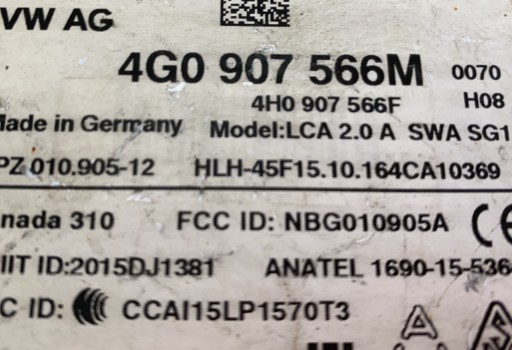 VW AG
4G0 907 566M 0070
4H0 907 566F H08
Made in Germany Model:LCA 2.0 A SWA SG1
PZ 010.905-12 HLH-45F15.10.164CA10369
nada 310 FCC ID: NBG010905A CE
IIT ID:2015DJ1381 ANATEL 1690-15-536
C ID: CCAI15LP1570T3